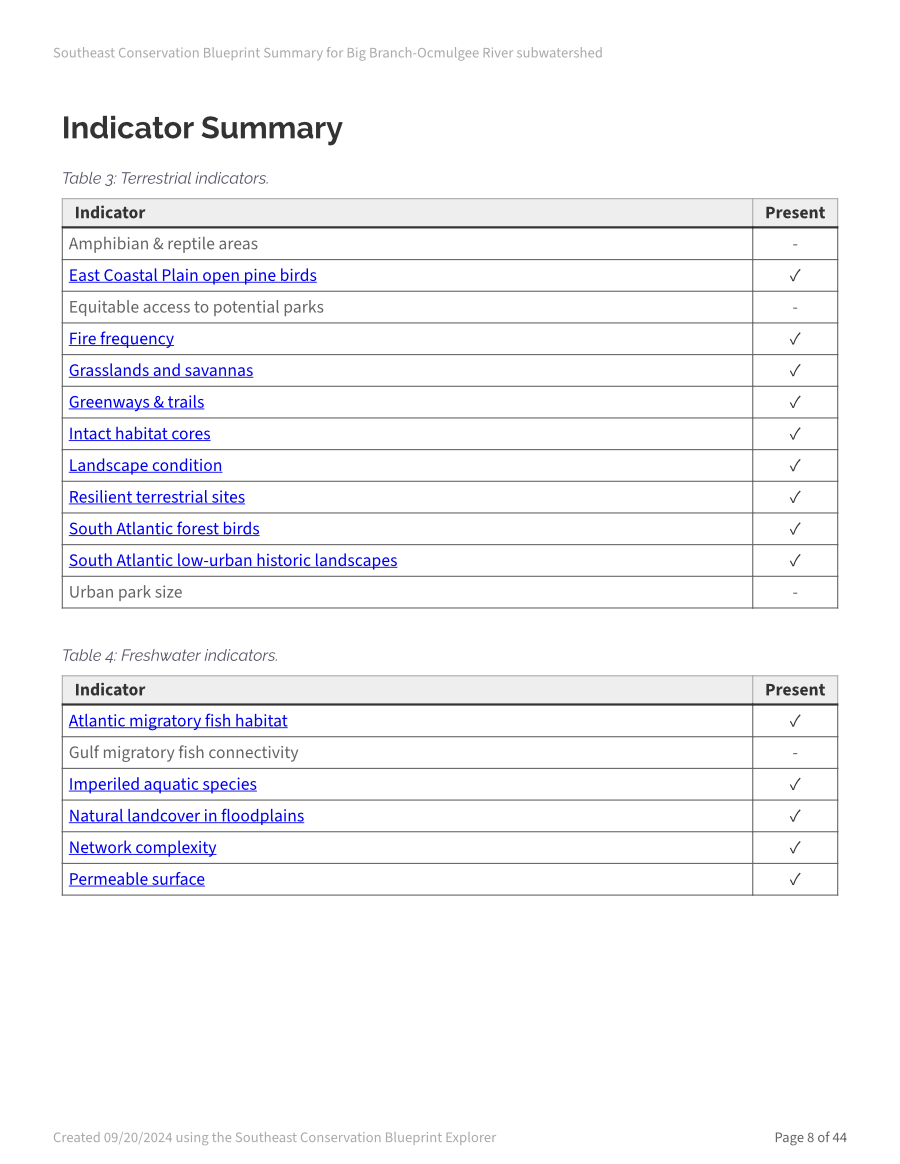 Southeast Conservation Blueprint Summary for Big Branch-Ocmulgee River subwatershed
Indicator Summary
Table 3: Terrestrial indicators.
Indicator Present
Amphibian & reptile areas -
East Coastal Plain open pine birds ✓
Equitable access to potential parks -
Fire frequency ✓
Grasslands and savannas ✓
Greenways & trails ✓
Intact habitat cores ✓
Landscape condition ✓
Resilient terrestrial sites ✓
South Atlantic forest birds ✓
South Atlantic low-urban historic landscapes ✓
Urban park size -
Table 4: Freshwater indicators.
Indicator Present
Atlantic migratory fish habitat ✓
Gulf migratory fish connectivity -
Imperiled aquatic species ✓
Natural landcover in floodplains ✓
Network complexity ✓
Permeable surface ✓
Created 09/20/2024 using the Southeast Conservation Blueprint Explorer Page 8 of 44